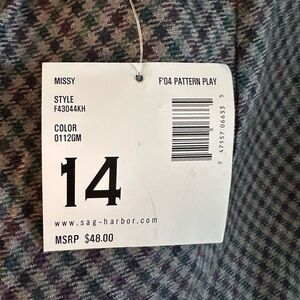 MISSY F'04 PATTERN PLAY
STYLE
F43044KH
COLOR
0112GM
14
www.sag-harbor.com
MSRP $48.00
7 47157 06633 5